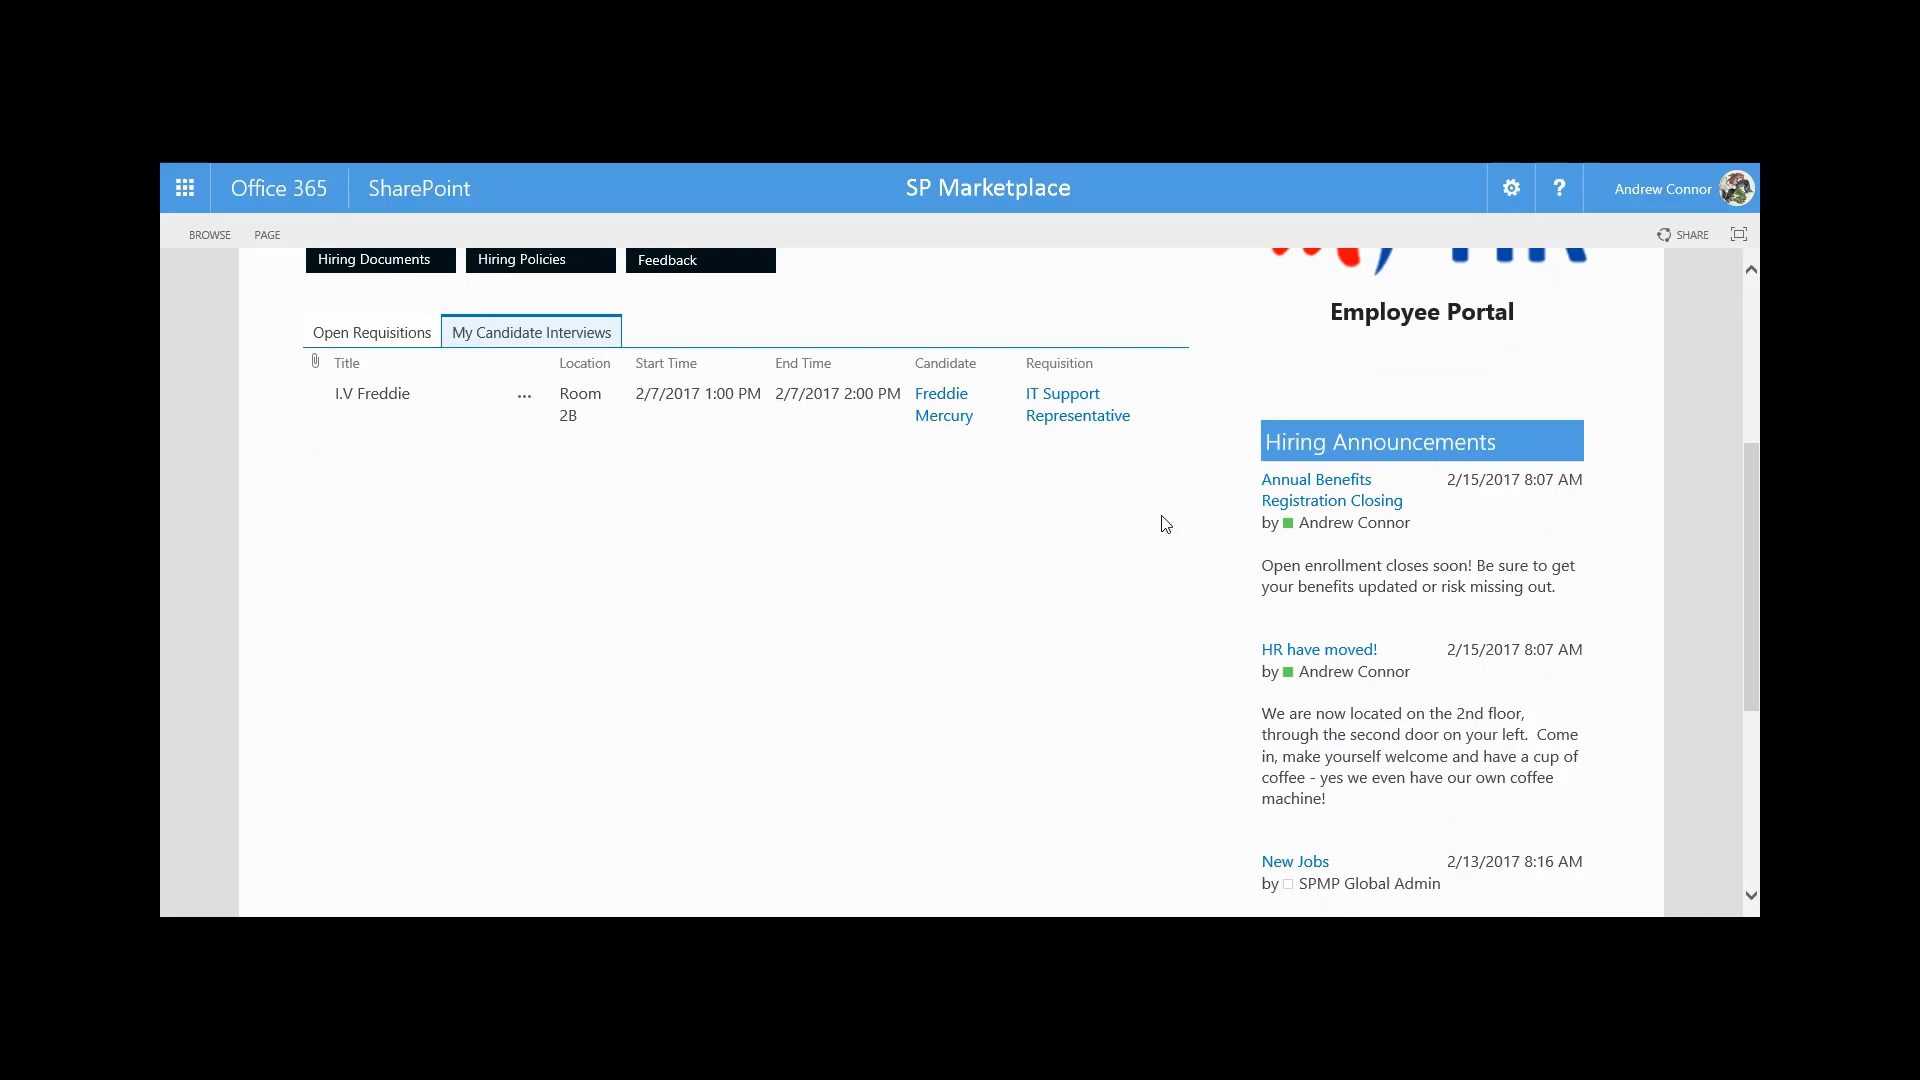 Office 365 SharePoint SP Marketplace ? Andrew Connor
BROWSE PAGE SHARE
Hiring Documents Hiring Policies Feedback
Employee Portal
Open Requisitions My Candidate Interviews
Title Location Start Time End Time Candidate Requisition
I.V Freddie ... Room 2/7/2017 1:00 PM 2/7/2017 2:00 PM Freddie IT Support
2B Mercury Representative
Hiring Announcements
Annual Benefits 2/15/2017 8:07 AM
Registration Closing
by Andrew Connor
Open enrollment closes soon! Be sure to get
your benefits updated or risk missing out.
HR have moved! 2/15/2017 8:07 AM
by Andrew Connor
We are now located on the 2nd floor,
through the second door on your left. Come
in, make yourself welcome and have a cup of
coffee - yes we even have our own coffee
machine!
New Jobs 2/13/2017 8:16 AM
by SPMP Global Admin